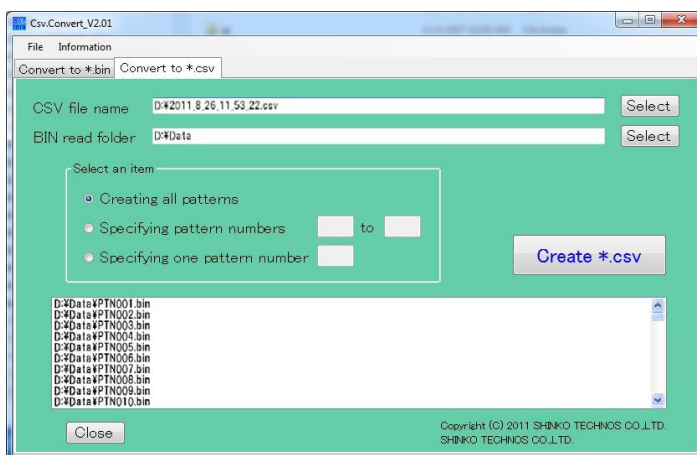 Csv.Convert_V2.01
File Information
Convert to *.bin Convert to *.csv
CSV file name D:¥2011_8_26_11_53_22.csv Select
BIN read folder D:¥Data Select
Select an item
Creating all patterns
Specifying pattern numbers to
Specifying one pattern number
Create *.csv
D:¥Data¥PTN001.bin
D:¥Data¥PTN002.bin
D:¥Data¥PTN003.bin
D:¥Data¥PTN004.bin
D:¥Data¥PTN005.bin
D:¥Data¥PTN006.bin
D:¥Data¥PTN007.bin
D:¥Data¥PTN008.bin
D:¥Data¥PTN009.bin
D:¥Data¥PTN010.bin
Close
Copyright (C) 2011 SHINKO TECHNOS CO.,LTD.
SHINKO TECHNOS CO.,LTD.